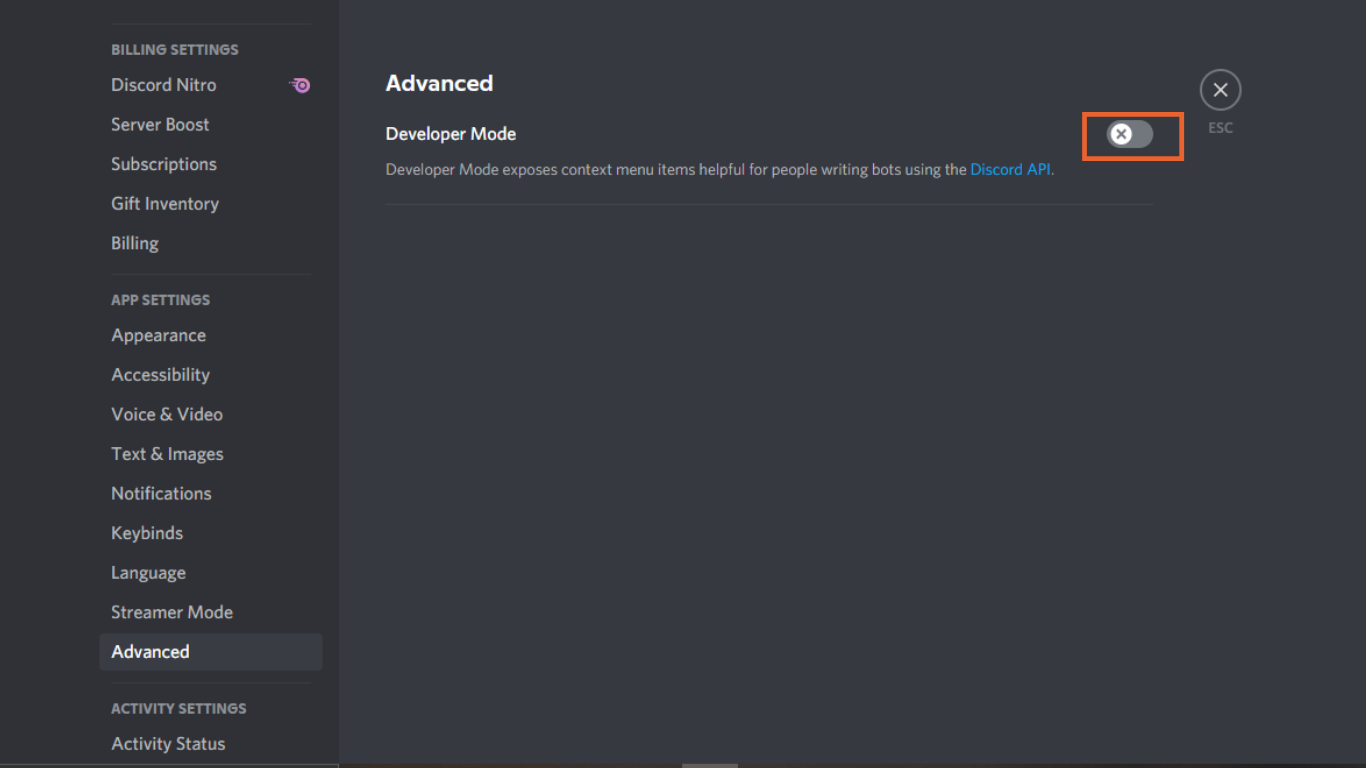 BILLING SETTINGS
Discord Nitro
Server Boost
Subscriptions
Gift Inventory
Billing
APP SETTINGS
Appearance
Accessibility
Voice & Video
Text & Images
Notifications
Keybinds
Language
Streamer Mode
Advanced
ACTIVITY SETTINGS
Activity Status
Advanced
Developer Mode
Developer Mode exposes context menu items helpful for people writing bots using the Discord API.
ESC